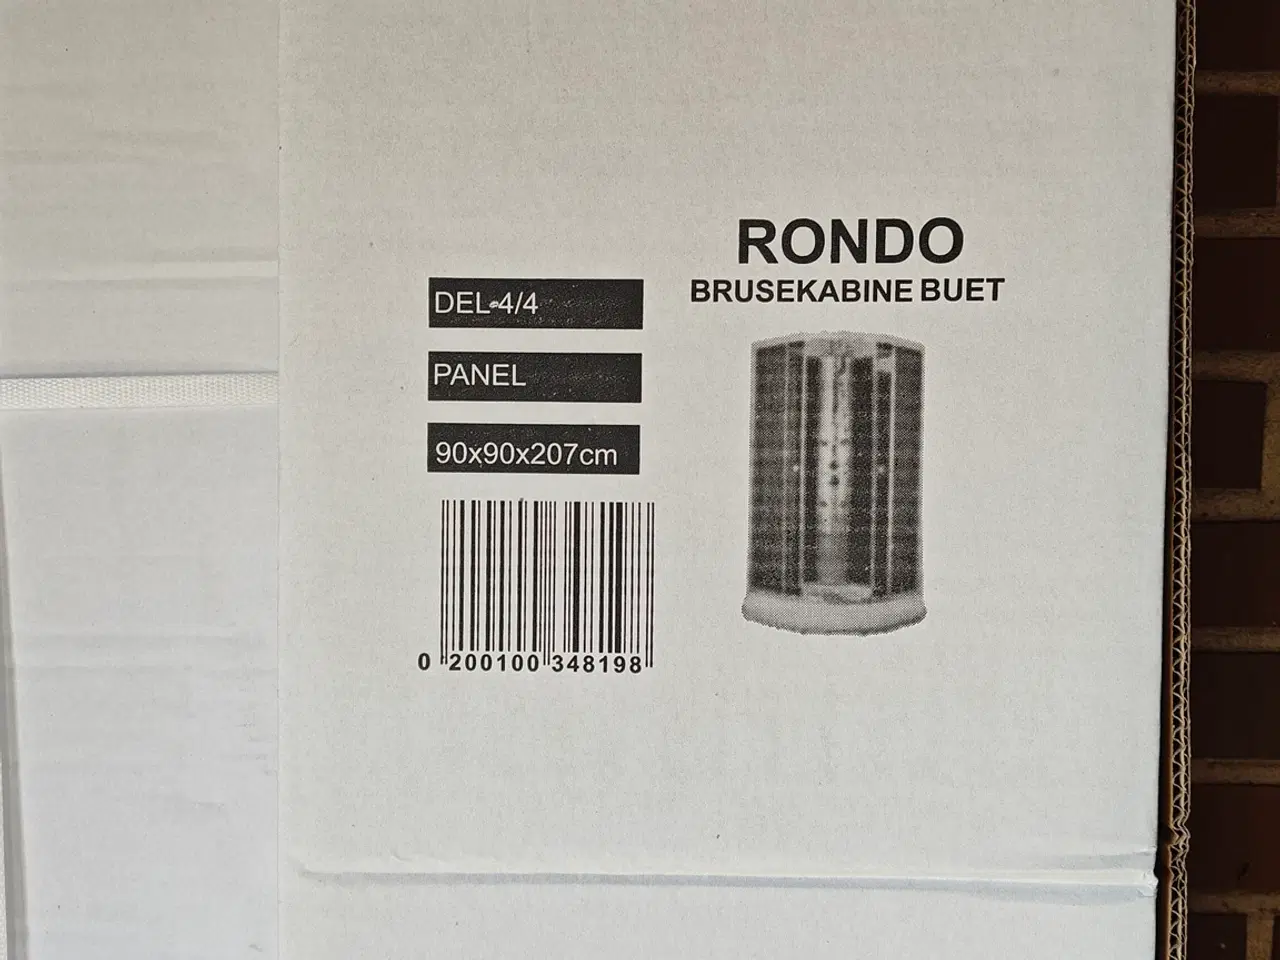 RONDO
BRUSEKABINE BUET
DEL-4/4
PANEL
90x90x207cm
0 200100 348198